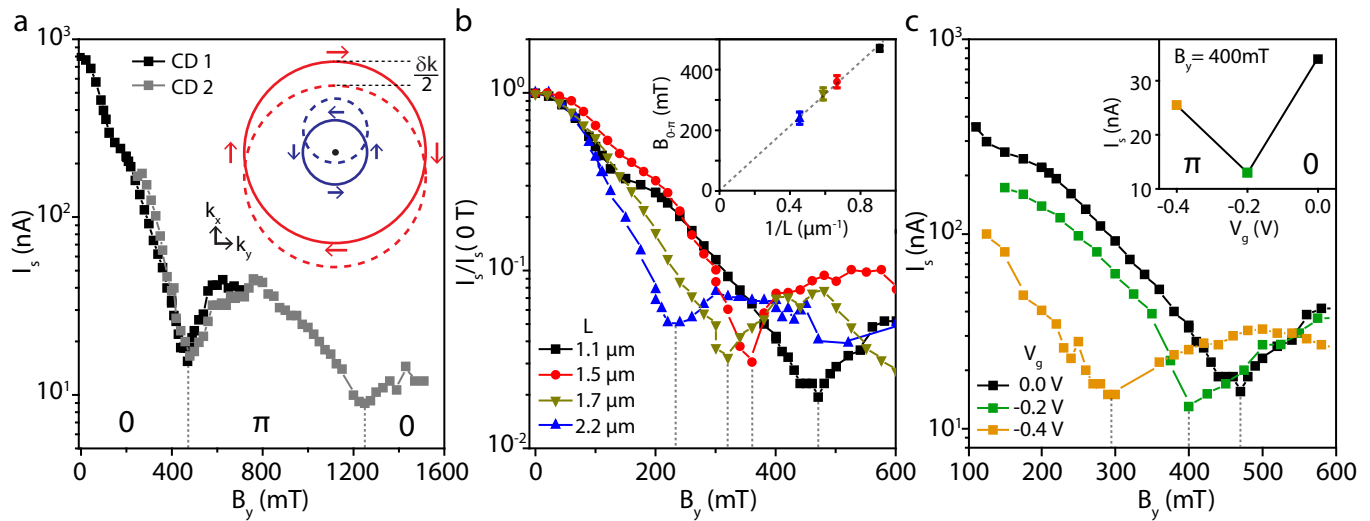 a
10³
10²
10¹
I_s (nA)
CD 1
CD 2
δk
2
k_x
k_y
0
π
0
0
400
800
1200
1600
B_y (mT)
b
10⁰
10⁻¹
10⁻²
I_s/I_s( 0 T)
L
1.1 μm
1.5 μm
1.7 μm
2.2 μm
0
200
400
600
B_y (mT)
400
200
0
B_0-π (mT)
0.0
0.4
0.8
1/L (μm⁻¹)
c
10³
10²
10¹
I_s (nA)
V_g
0.0 V
-0.2 V
-0.4 V
100
200
300
400
500
600
B_y (mT)
B_y= 400mT
40
30
20
10
I_s (nA)
π
0
-0.4
-0.2
0.0
V_g (V)